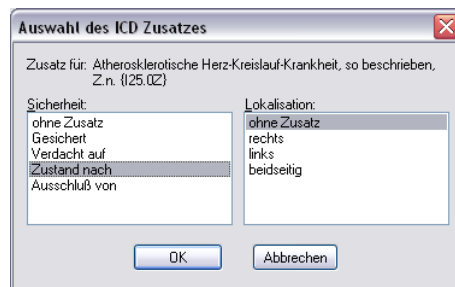 Auswahl des ICD Zusatzes
Zusatz für: Atherosklerotische Herz-Kreislauf-Krankheit, so beschrieben,
Z.n. {I25.0Z}
Sicherheit:
ohne Zusatz
Gesichert
Verdacht auf
Zustand nach
Ausschluß von
Lokalisation:
ohne Zusatz
rechts
links
beidseitig
OK
Abbrechen